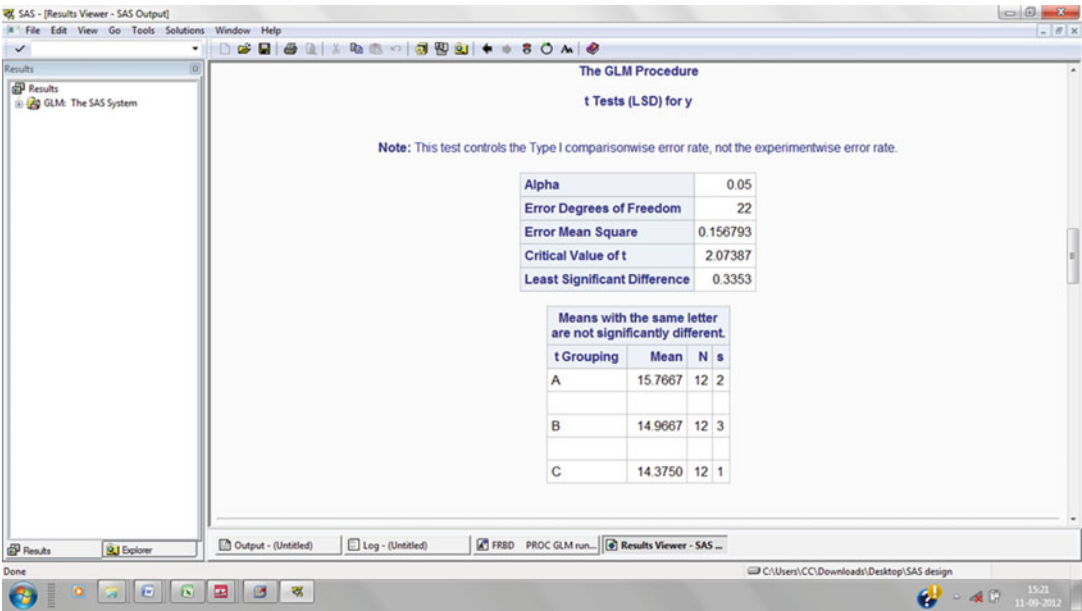 SAS - [Results Viewer - SAS Output]
File Edit View Go Tools Solutions Window Help
Results
Results
GLM: The SAS System
The GLM Procedure
t Tests (LSD) for y
Note: This test controls the Type I comparisonwise error rate, not the experimentwise error rate.
Alpha 0.05
Error Degrees of Freedom 22
Error Mean Square 0.156793
Critical Value of t 2.07387
Least Significant Difference 0.3353
Means with the same letter
are not significantly different.
t Grouping Mean N s
A 15.7667 12 2
B 14.9667 12 3
C 14.3750 12 1
Results Explorer
Output - (Untitled) Log - (Untitled) FRBD PROC GLM run... Results Viewer - SAS ...
Done C:\Users\CC\Downloads\Desktop\SAS design
15:21
11-09-2012